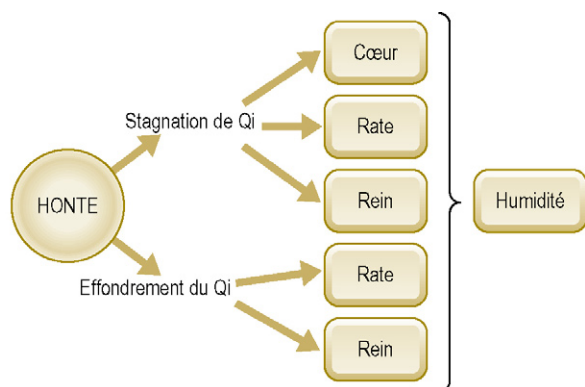 Cœur
Stagnation de Qi
Rate
HONTE
Rein
Humidité
Effondrement du Qi
Rate
Rein